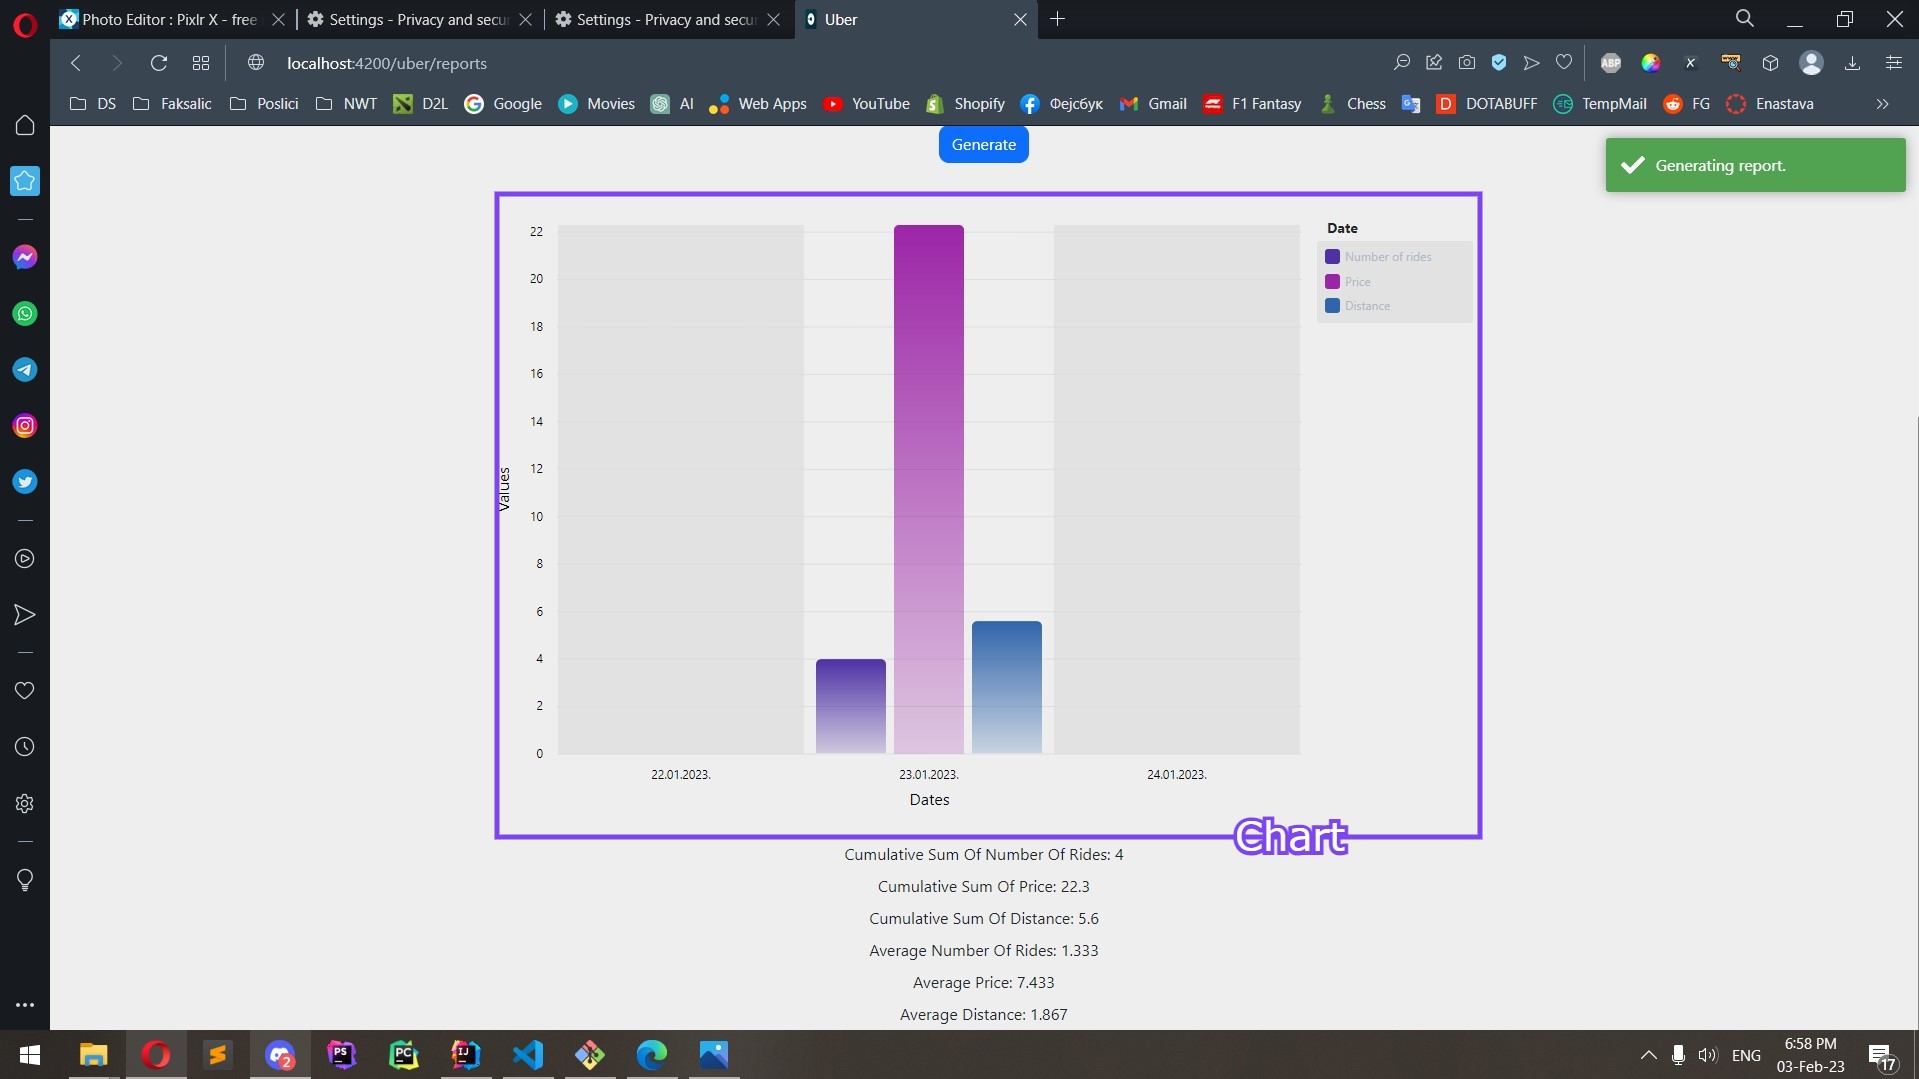 Photo Editor : Pixlr X - free
Settings - Privacy and secu
Settings - Privacy and secu
Uber
localhost:4200/uber/reports
ABP
DS
Faksalic
Poslici
NWT
D2L
Google
Movies
AI
Web Apps
YouTube
Shopify
Фејсбук
Gmail
F1 Fantasy
Chess
D DOTABUFF
TempMail
FG
Enastava
Generate
Generating report.
Date
Number of rides
Price
Distance
22
20
18
16
14
12
10
8
6
4
2
0
Values
22.01.2023.
23.01.2023.
24.01.2023.
Dates
Chart
Cumulative Sum Of Number Of Rides: 4
Cumulative Sum Of Price: 22.3
Cumulative Sum Of Distance: 5.6
Average Number Of Rides: 1.333
Average Price: 7.433
Average Distance: 1.867
2
PS
PC
IJ
ENG
6:58 PM
03-Feb-23
17